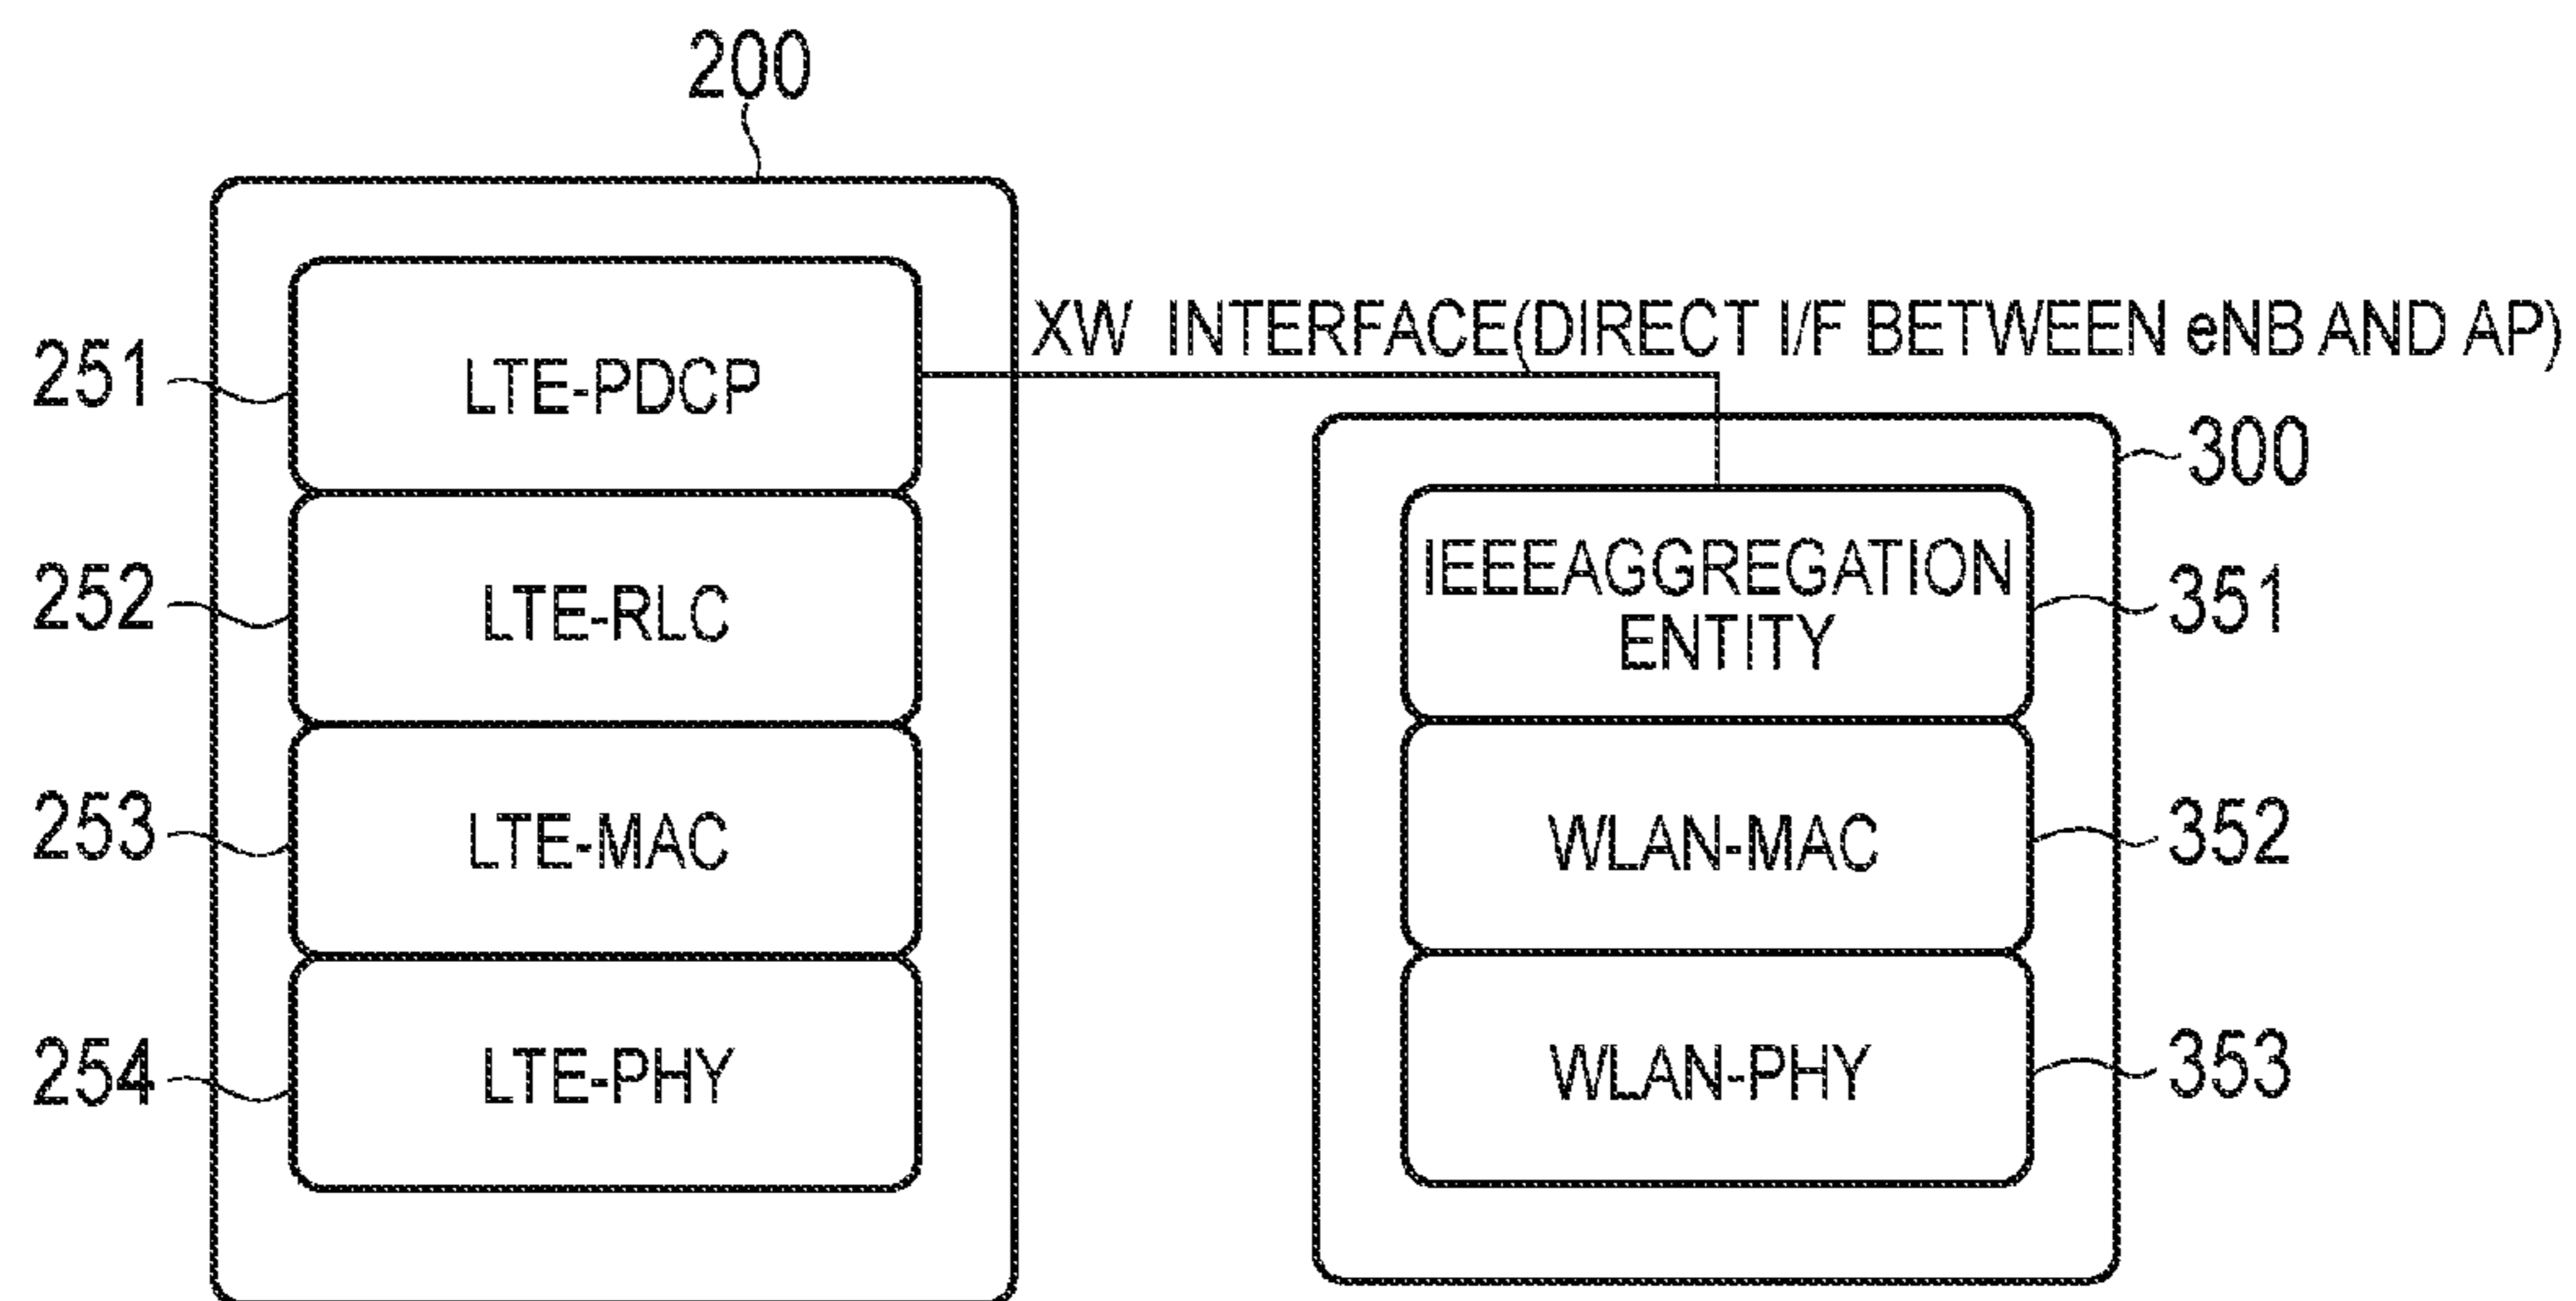 200
XW INTERFACE(DIRECT I/F BETWEEN eNB AND AP)
251
LTE-PDCP
300
252
LTE-RLC
IEEEAGGREGATION
ENTITY
351
253
LTE-MAC
WLAN-MAC
352
254
LTE-PHY
WLAN-PHY
353